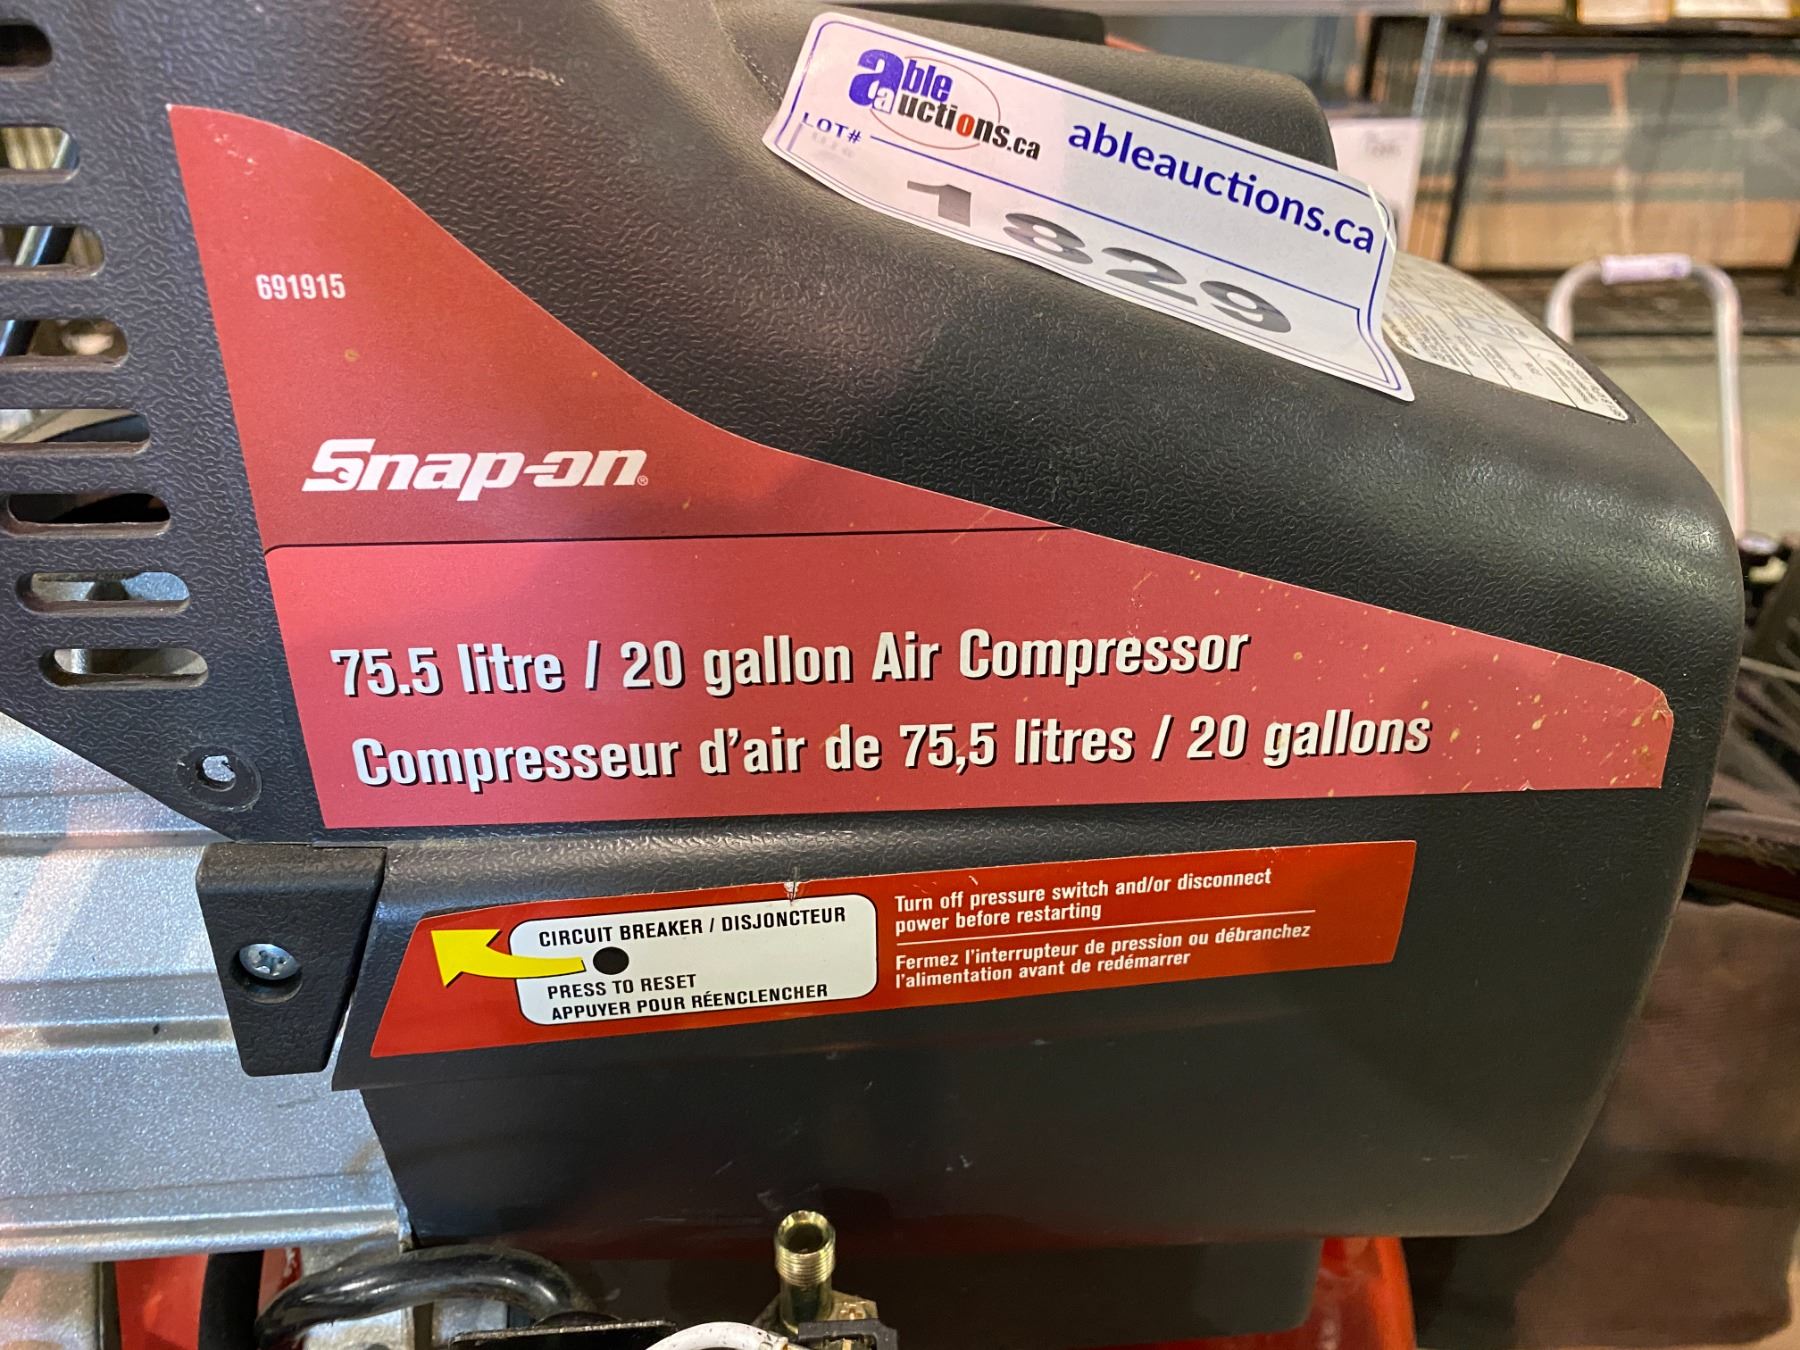 able
auctions.ca
ableauctions.ca
LOT#
1829
691915
Snap-on®
75.5 litre / 20 gallon Air Compressor
Compresseur d'air de 75,5 litres / 20 gallons
CIRCUIT BREAKER / DISJONCTEUR
PRESS TO RESET
APPUYER POUR RÉENCLENCHER
Turn off pressure switch and/or disconnect
power before restarting
Fermez l'interrupteur de pression ou débranchez
l'alimentation avant de redémarrer